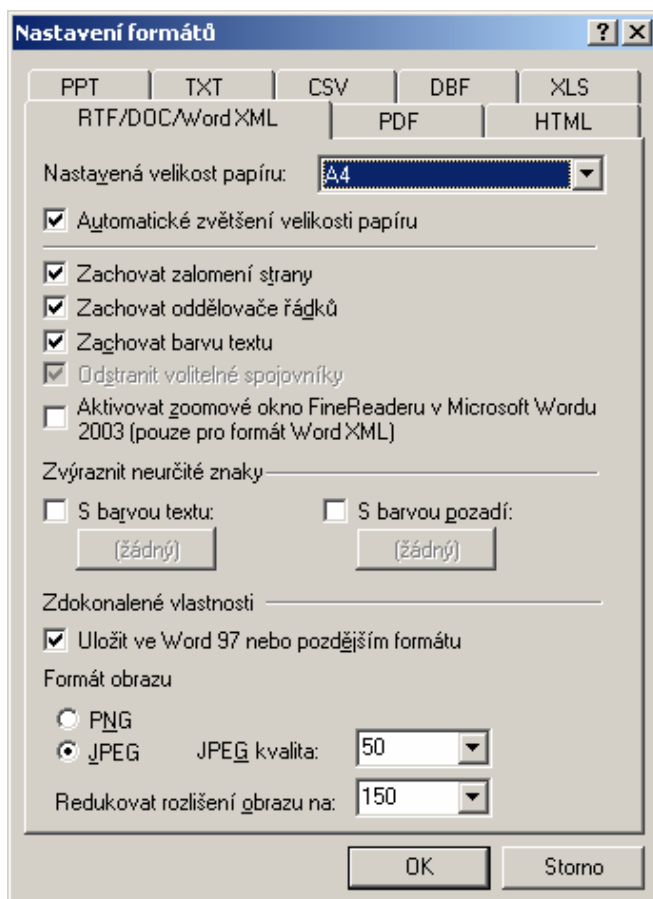 Nastavení formátů
PPT TXT CSV DBF XLS
RTF/DOC/Word XML PDF HTML
Nastavená velikost papíru: A4
Automatické zvětšení velikosti papíru
Zachovat zalomení strany
Zachovat oddělovače řádků
Zachovat barvu textu
Odstranit volitelné spojovníky
Aktivovat zoomové okno FineReaderu v Microsoft Wordu
2003 (pouze pro formát Word XML)
Zvýraznit neurčité znaky
S barvou textu: S barvou pozadí:
(žádný) (žádný)
Zdokonalené vlastnosti
Uložit ve Word 97 nebo pozdějším formátu
Formát obrazu
PNG
JPEG JPEG kvalita: 50
Redukovat rozlišení obrazu na: 150
OK Storno